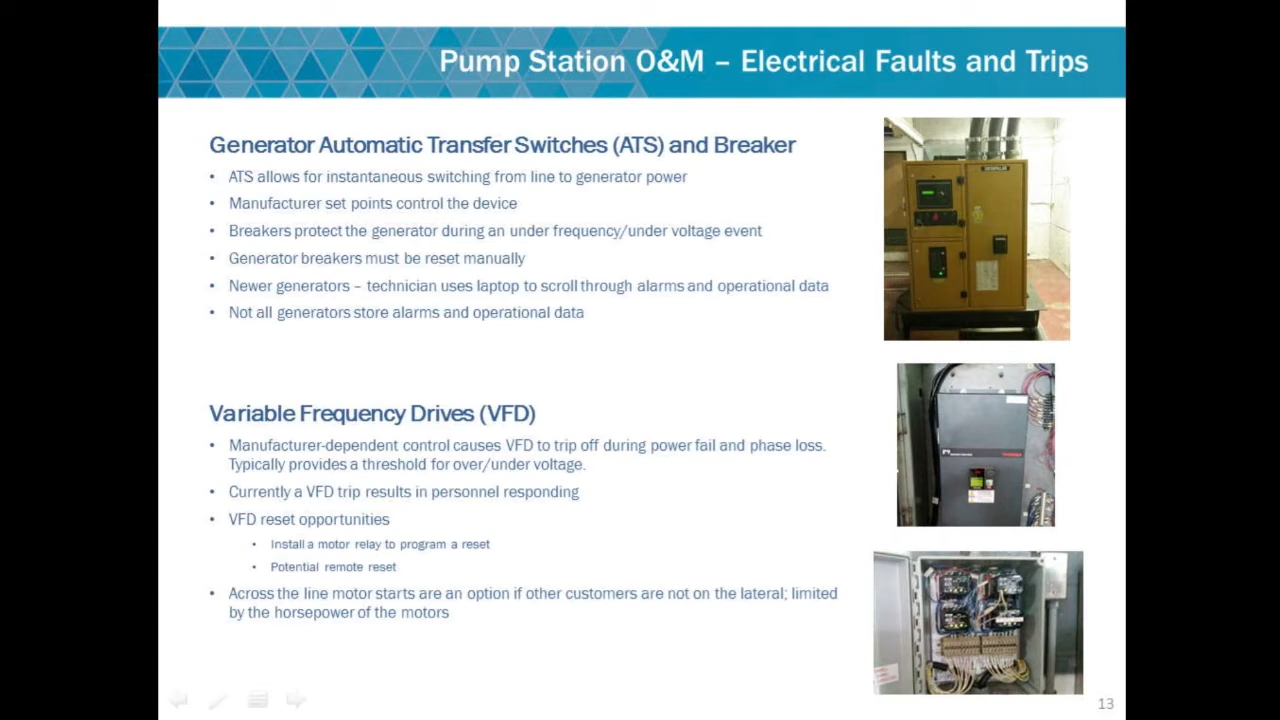 Pump Station O&M – Electrical Faults and Trips
Generator Automatic Transfer Switches (ATS) and Breaker
• ATS allows for instantaneous switching from line to generator power
• Manufacturer set points control the device
• Breakers protect the generator during an under frequency/under voltage event
• Generator breakers must be reset manually
• Newer generators – technician uses laptop to scroll through alarms and operational data
• Not all generators store alarms and operational data
Variable Frequency Drives (VFD)
• Manufacturer-dependent control causes VFD to trip off during power fail and phase loss.
Typically provides a threshold for over/under voltage.
• Currently a VFD trip results in personnel responding
• VFD reset opportunities
• Install a motor relay to program a reset
• Potential remote reset
• Across the line motor starts are an option if other customers are not on the lateral; limited
by the horsepower of the motors
13